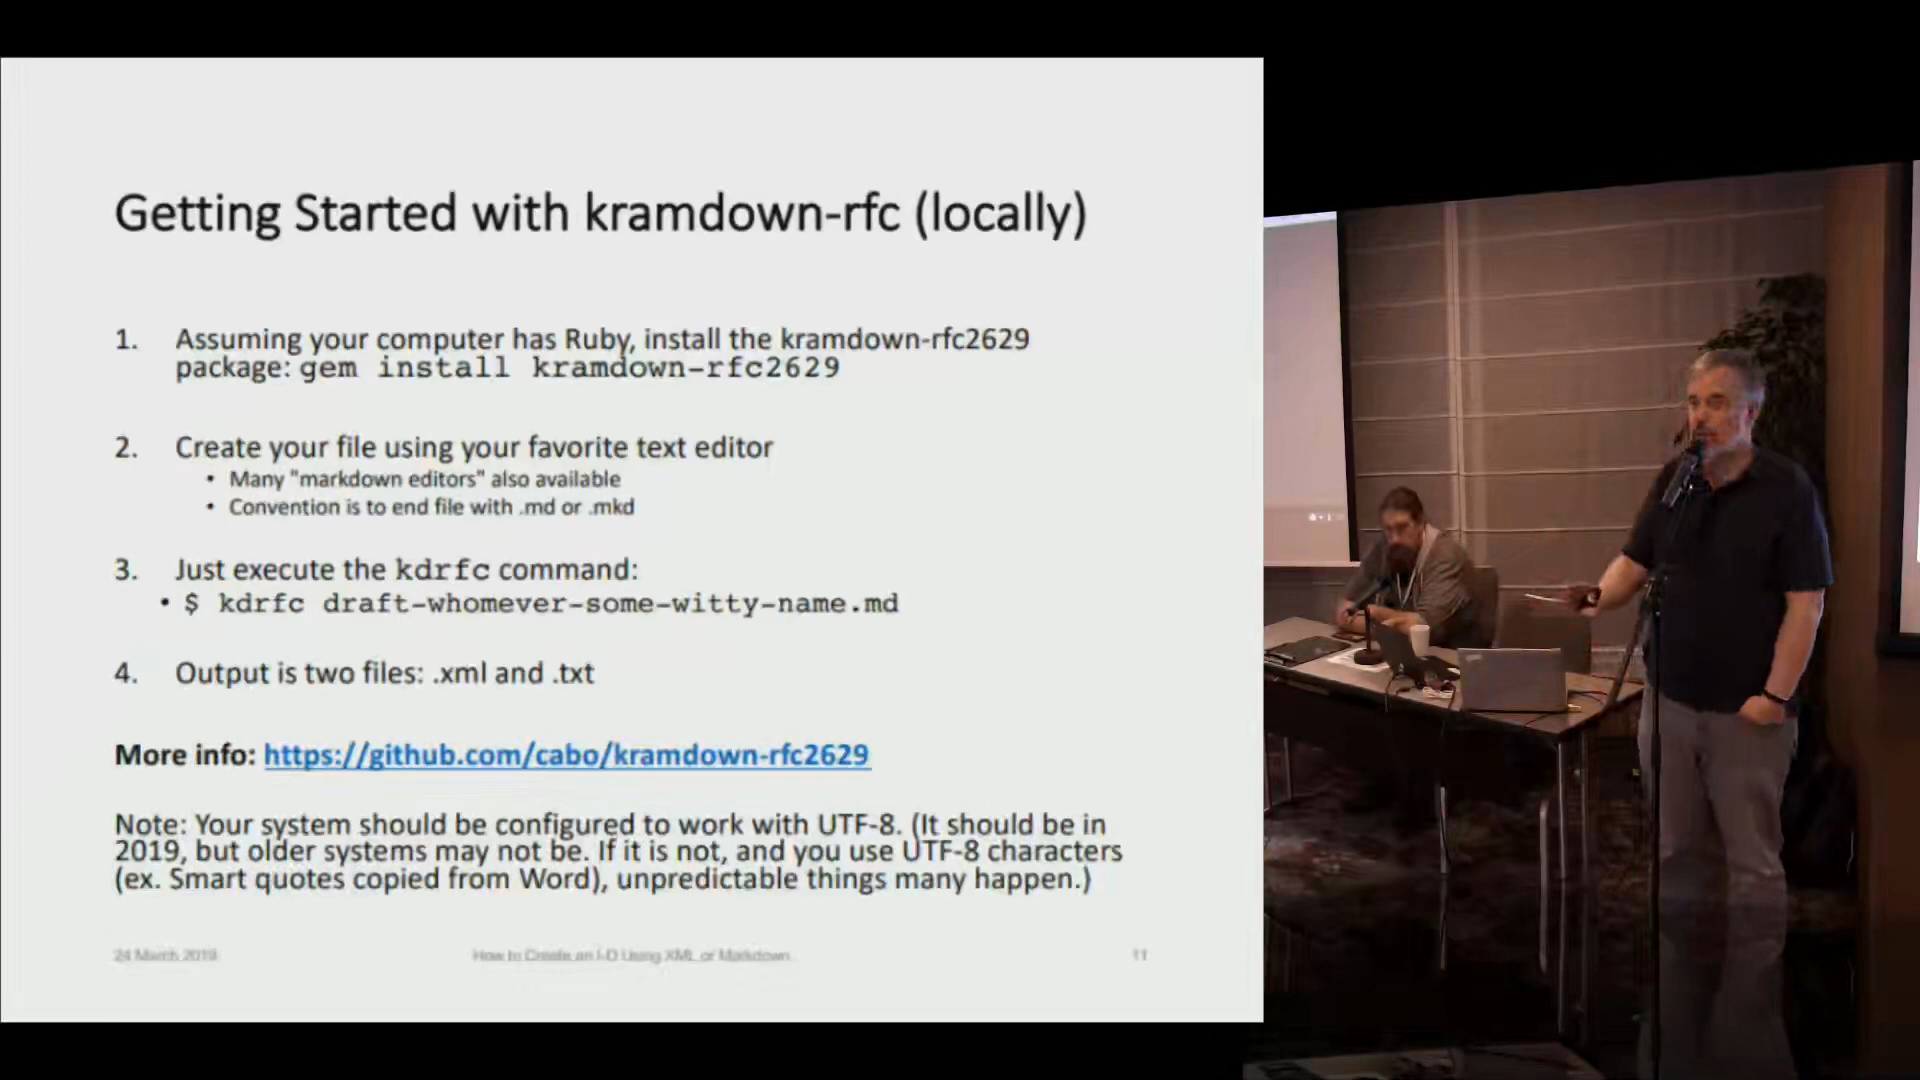 Getting Started with kramdown-rfc (locally)
1. Assuming your computer has Ruby, install the kramdown-rfc2629
package: gem install kramdown-rfc2629
2. Create your file using your favorite text editor
• Many "markdown editors" also available
• Convention is to end file with .md or .mkd
3. Just execute the kdrfc command:
• $ kdrfc draft-whomever-some-witty-name.md
4. Output is two files: .xml and .txt
More info: https://github.com/cabo/kramdown-rfc2629
Note: Your system should be configured to work with UTF-8. (It should be in
2019, but older systems may not be. If it is not, and you use UTF-8 characters
(ex. Smart quotes copied from Word), unpredictable things many happen.)
24 March 2019 How to Create an I-D Using XML or Markdown 11